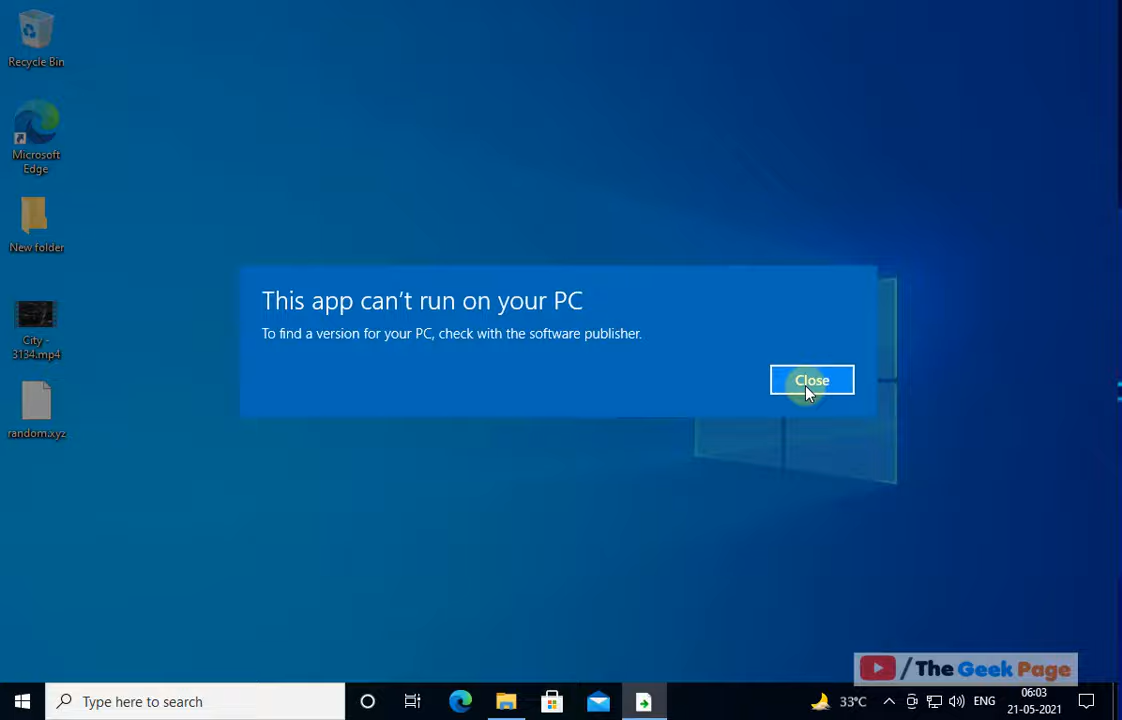 Recycle Bin
Microsoft
Edge
New folder
City -
3134.mp4
random.xyz
This app can't run on your PC
To find a version for your PC, check with the software publisher.
Close
/ The Geek Page
Type here to search
33°C
ENG
06:03
21-05-2021